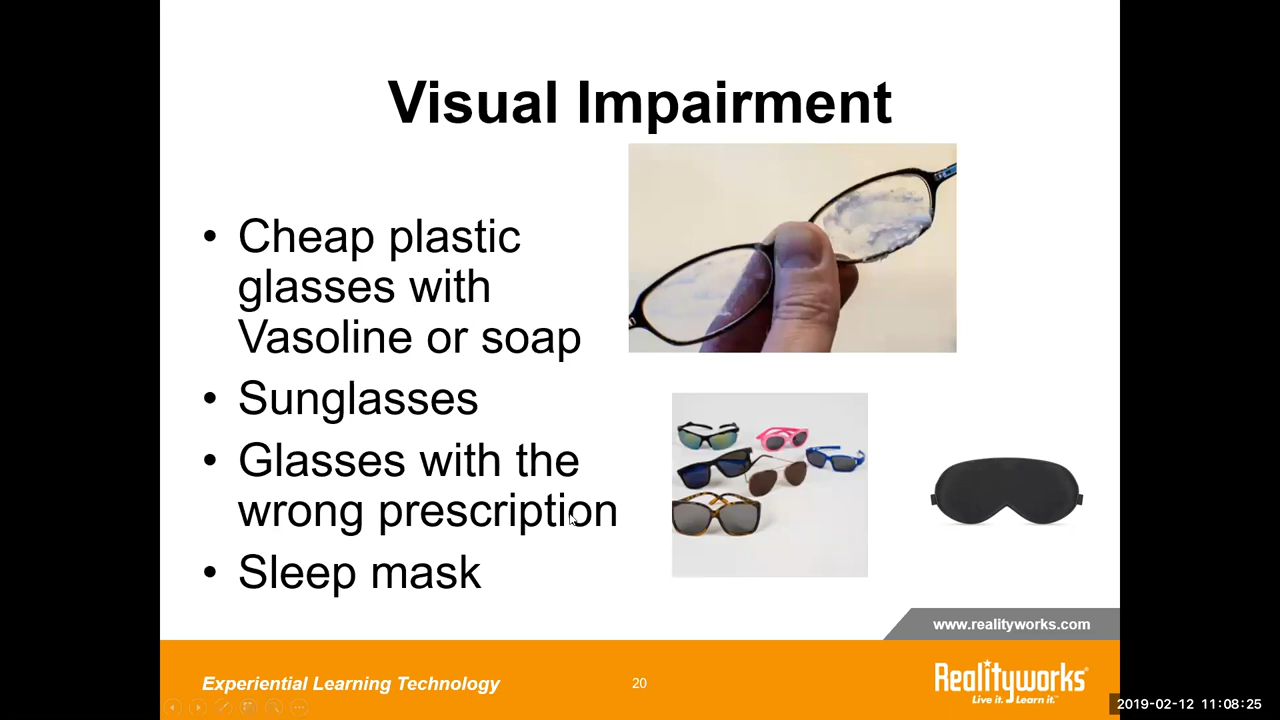 Visual Impairment
• Cheap plastic
glasses with
Vasoline or soap
• Sunglasses
• Glasses with the
wrong prescription
• Sleep mask
www.realityworks.com
Experiential Learning Technology
20
Realityworks®
Live it. Learn it.™
2019-02-12 11:08:25